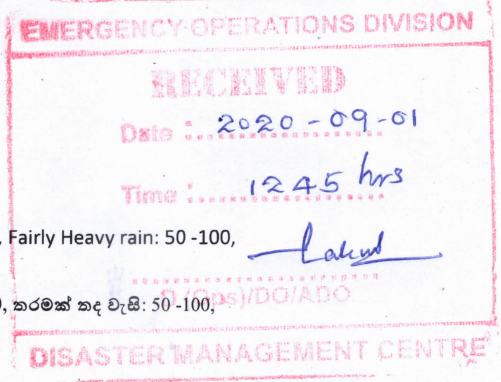 EMERGENCY OPERATIONS DIVISION
RECEIVED
Date : 2020-09-01
Time : 1245 hrs
, Fairly Heavy rain: 50 -100,
(Ops)/DO/ADO
, තරමක් තද වැසි: 50 -100,
DISASTER MANAGEMENT CENTRE